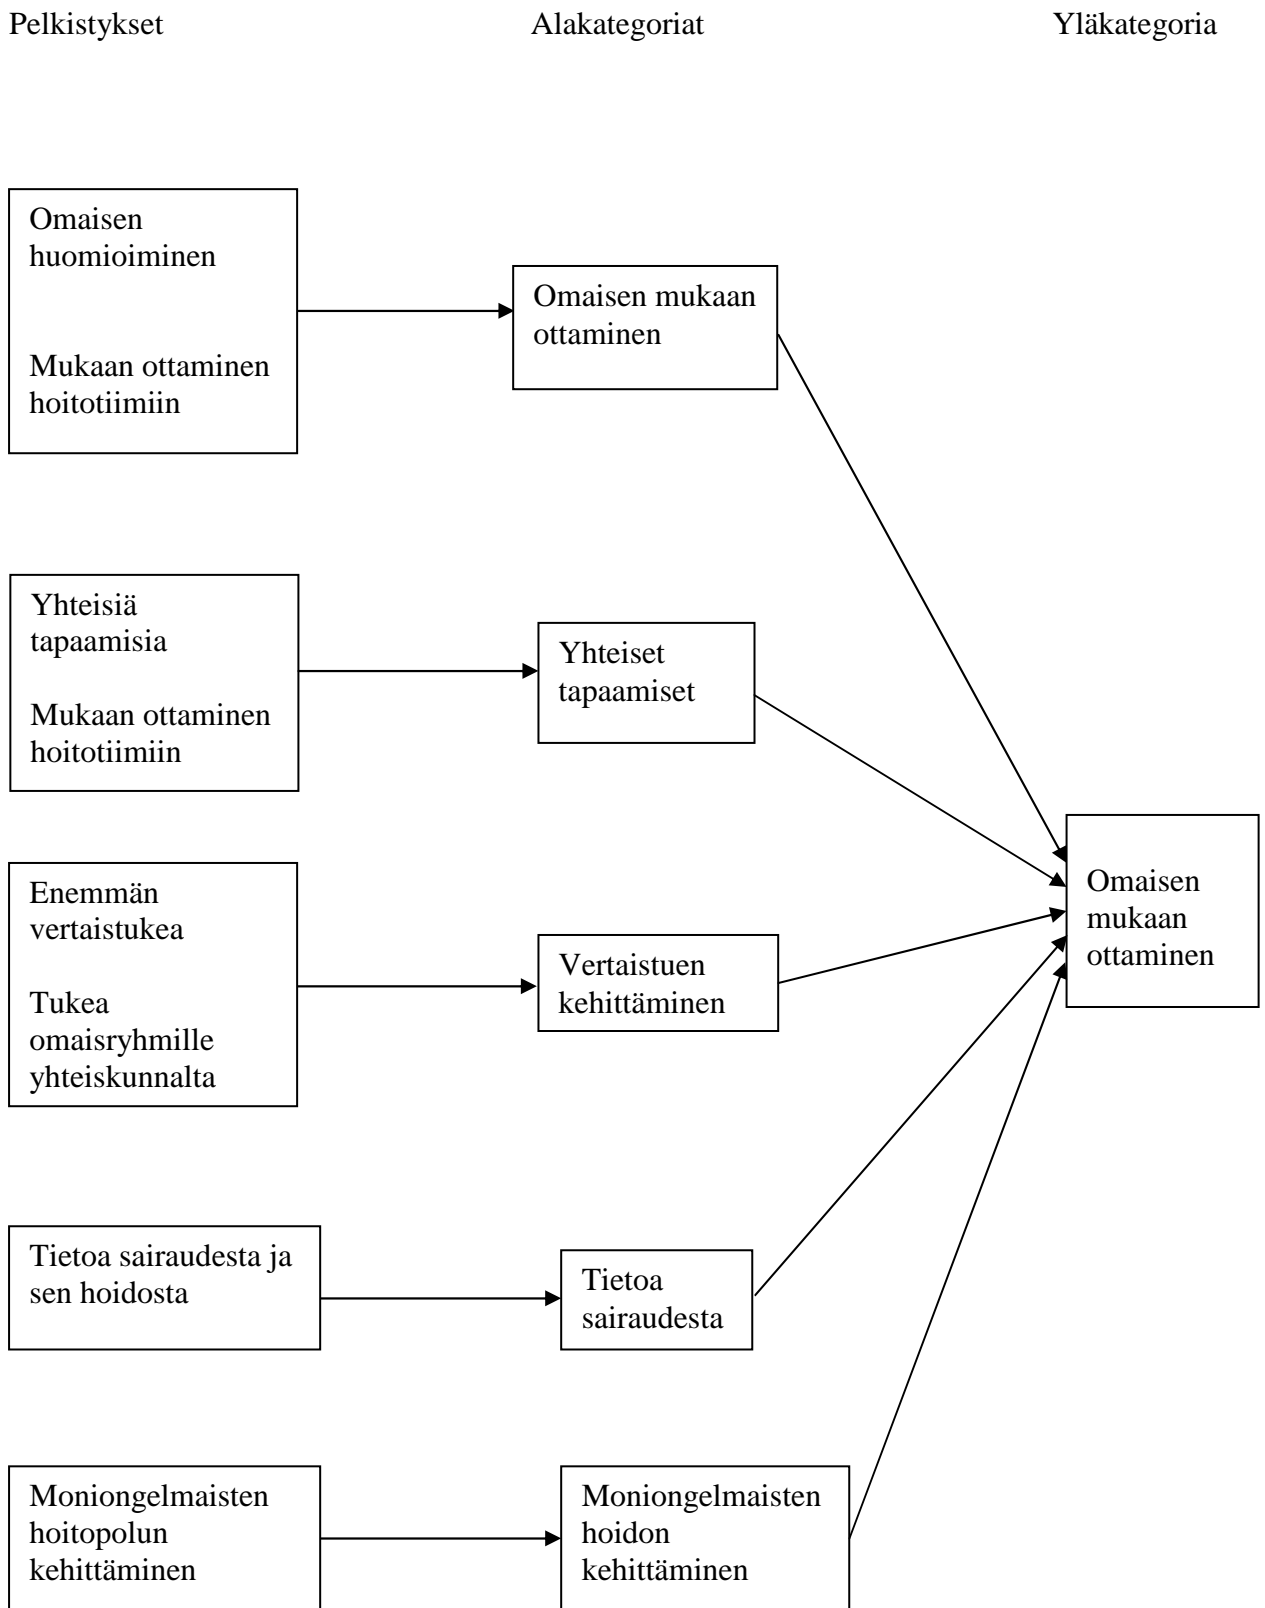 Pelkistykset
Alakategoriat
Yläkategoria
Omaisen
huomioiminen
Mukaan ottaminen
hoitotiimiin
Omaisen mukaan
ottaminen
Yhteisiä
tapaamisia
Mukaan ottaminen
hoitotiimiin
Yhteiset
tapaamiset
Enemmän
vertaistukea
Tukea
omaisryhmille
yhteiskunnalta
Vertaistuen
kehittäminen
Omaisen
mukaan
ottaminen
Tietoa sairaudesta ja
sen hoidosta
Tietoa
sairaudesta
Moniongelmaisten
hoitopolun
kehittäminen
Moniongelmaisten
hoidon
kehittäminen